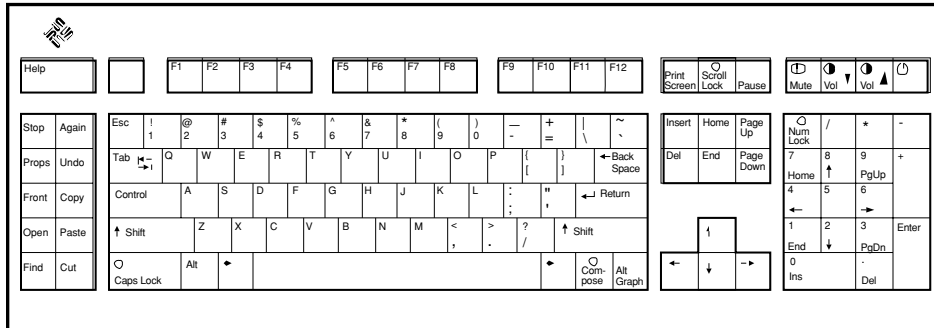 sun
Help F1 F2 F3 F4 F5 F6 F7 F8 F9 F10 F11 F12 Print Screen Scroll Lock Pause Mute Vol Vol
Stop Again Esc ! 1 @ 2 # 3 $ 4 % 5 ^ 6 & 7 * 8 ( 9 ) 0 _ - + = | \ ~ ` Insert Home Page Up Num Lock / * -
Props Undo Tab Q W E R T Y U I O P { [ } ] Back Space Del End Page Down 7 Home 8 ↑ 9 PgUp +
Front Copy Control A S D F G H J K L : ; " ' Return 4 ← 5 6 →
Open Paste ↑ Shift Z X C V B N M < , > . ? / ↑ Shift ↑ 1 End 2 ↓ 3 PgDn Enter
Find Cut Caps Lock Alt ◆ ◆ Com- pose Alt Graph ← ↓ → 0 Ins . Del